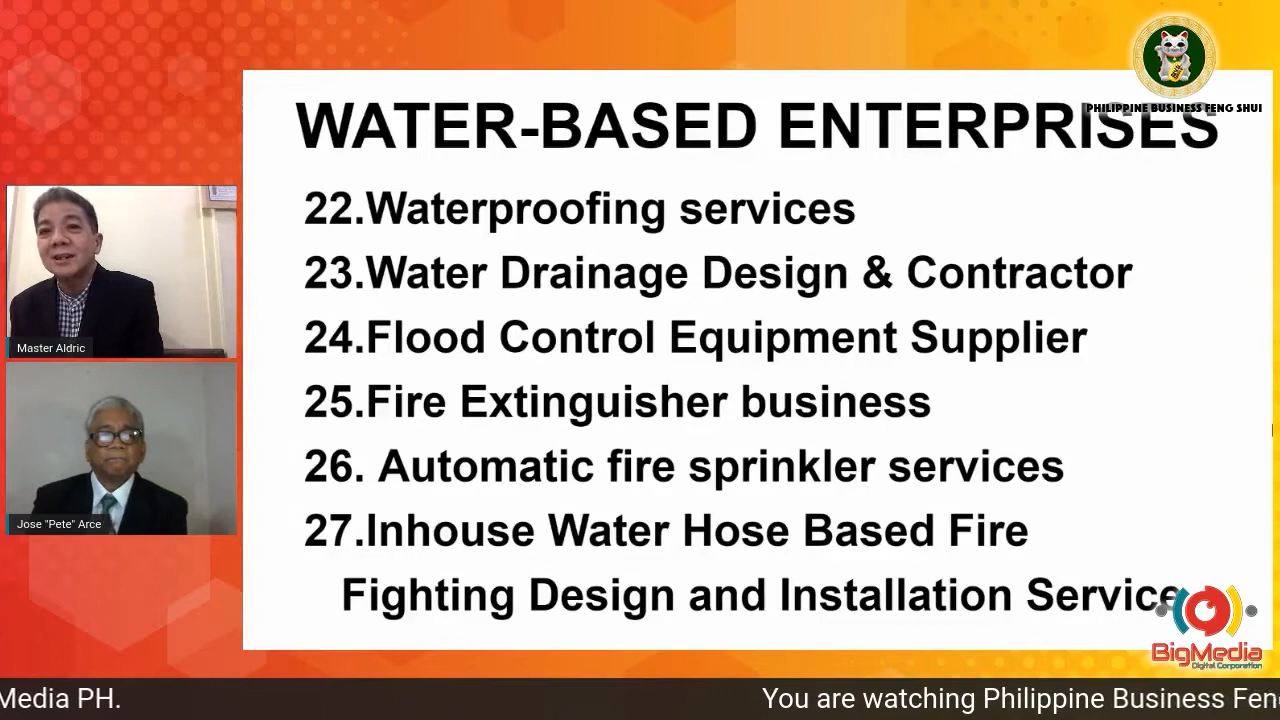 PHILIPPINE BUSINESS FENG SHUI
WATER-BASED ENTERPRISES
22.Waterproofing services
23.Water Drainage Design & Contractor
24.Flood Control Equipment Supplier
25.Fire Extinguisher business
26. Automatic fire sprinkler services
27.Inhouse Water Hose Based Fire
Fighting Design and Installation Service
Master Aldric
Jose "Pete" Arce
BigMedia
Digital Corporation
Media PH.
You are watching Philippine Business Fen